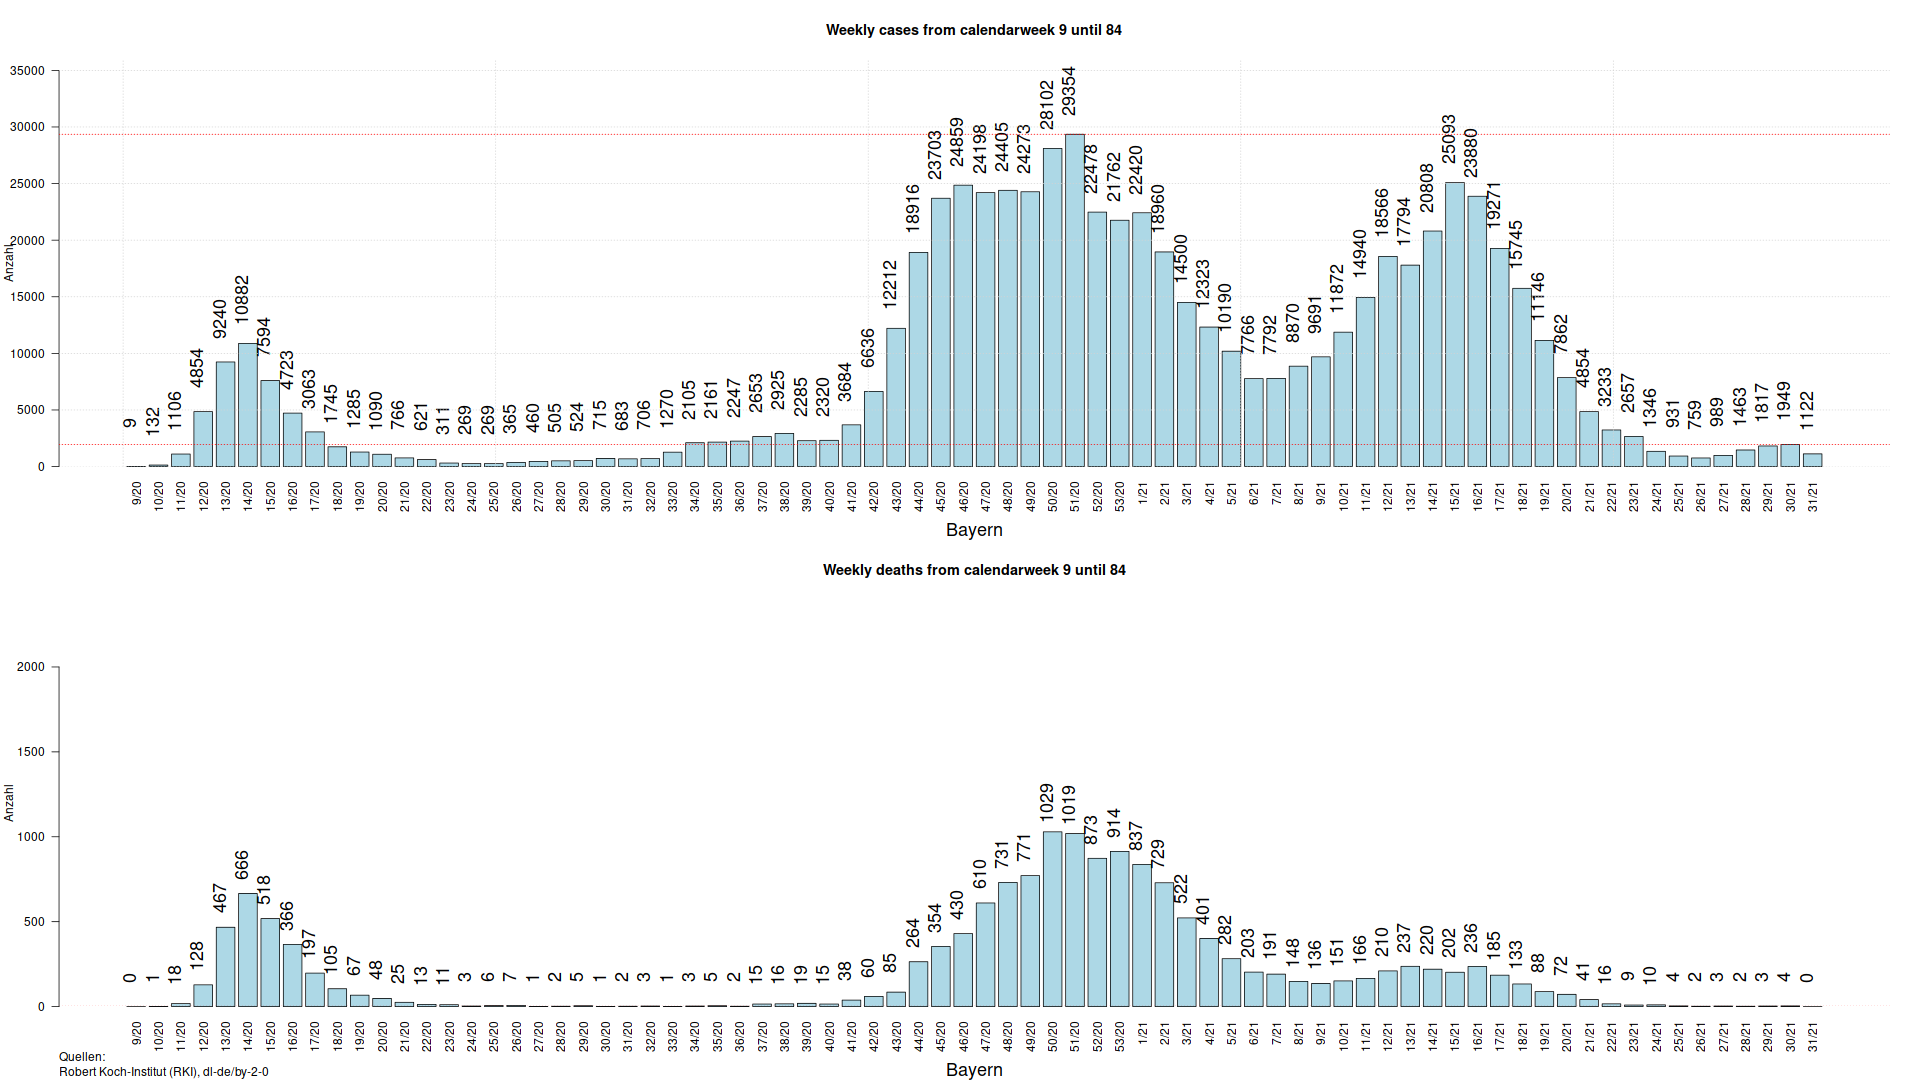 Weekly cases from calendarweek 9 until 84
Anzahl
35000
30000
25000
20000
15000
10000
5000
0
9 132 1106 4854 9240 10882 7594 4723 3063 1745 1285 1090 766 621 311 269 269 365 460 505 524 715 683 706 1270 2105 2161 2247 2653 2925 2285 2320 3684 6636 12212 18916 23703 24859 24198 24405 24273 28102 29354 22478 21762 22420 18960 14500 12323 10190 7766 7792 8870 9691 11872 14940 18566 17794 20808 25093 23880 19271 15745 11146 7862 4854 3233 2657 1346 931 759 989 1463 1817 1949 1122
9/20 10/20 11/20 12/20 13/20 14/20 15/20 16/20 17/20 18/20 19/20 20/20 21/20 22/20 23/20 24/20 25/20 26/20 27/20 28/20 29/20 30/20 31/20 32/20 33/20 34/20 35/20 36/20 37/20 38/20 39/20 40/20 41/20 42/20 43/20 44/20 45/20 46/20 47/20 48/20 49/20 50/20 51/20 52/20 53/20 1/21 2/21 3/21 4/21 5/21 6/21 7/21 8/21 9/21 10/21 11/21 12/21 13/21 14/21 15/21 16/21 17/21 18/21 19/21 20/21 21/21 22/21 23/21 24/21 25/21 26/21 27/21 28/21 29/21 30/21 31/21
Bayern
Weekly deaths from calendarweek 9 until 84
Anzahl
2000
1500
1000
500
0
0 1 18 128 467 666 518 366 197 105 67 48 25 13 11 3 6 7 1 2 5 1 2 3 1 3 5 2 15 16 19 15 38 60 85 264 354 430 610 731 771 1029 1019 873 914 837 729 522 401 282 203 191 148 136 151 166 210 237 220 202 236 185 133 88 72 41 16 9 10 4 2 3 2 3 4 0
9/20 10/20 11/20 12/20 13/20 14/20 15/20 16/20 17/20 18/20 19/20 20/20 21/20 22/20 23/20 24/20 25/20 26/20 27/20 28/20 29/20 30/20 31/20 32/20 33/20 34/20 35/20 36/20 37/20 38/20 39/20 40/20 41/20 42/20 43/20 44/20 45/20 46/20 47/20 48/20 49/20 50/20 51/20 52/20 53/20 1/21 2/21 3/21 4/21 5/21 6/21 7/21 8/21 9/21 10/21 11/21 12/21 13/21 14/21 15/21 16/21 17/21 18/21 19/21 20/21 21/21 22/21 23/21 24/21 25/21 26/21 27/21 28/21 29/21 30/21 31/21
Bayern
Quellen:
Robert Koch-Institut (RKI), dl-de/by-2-0